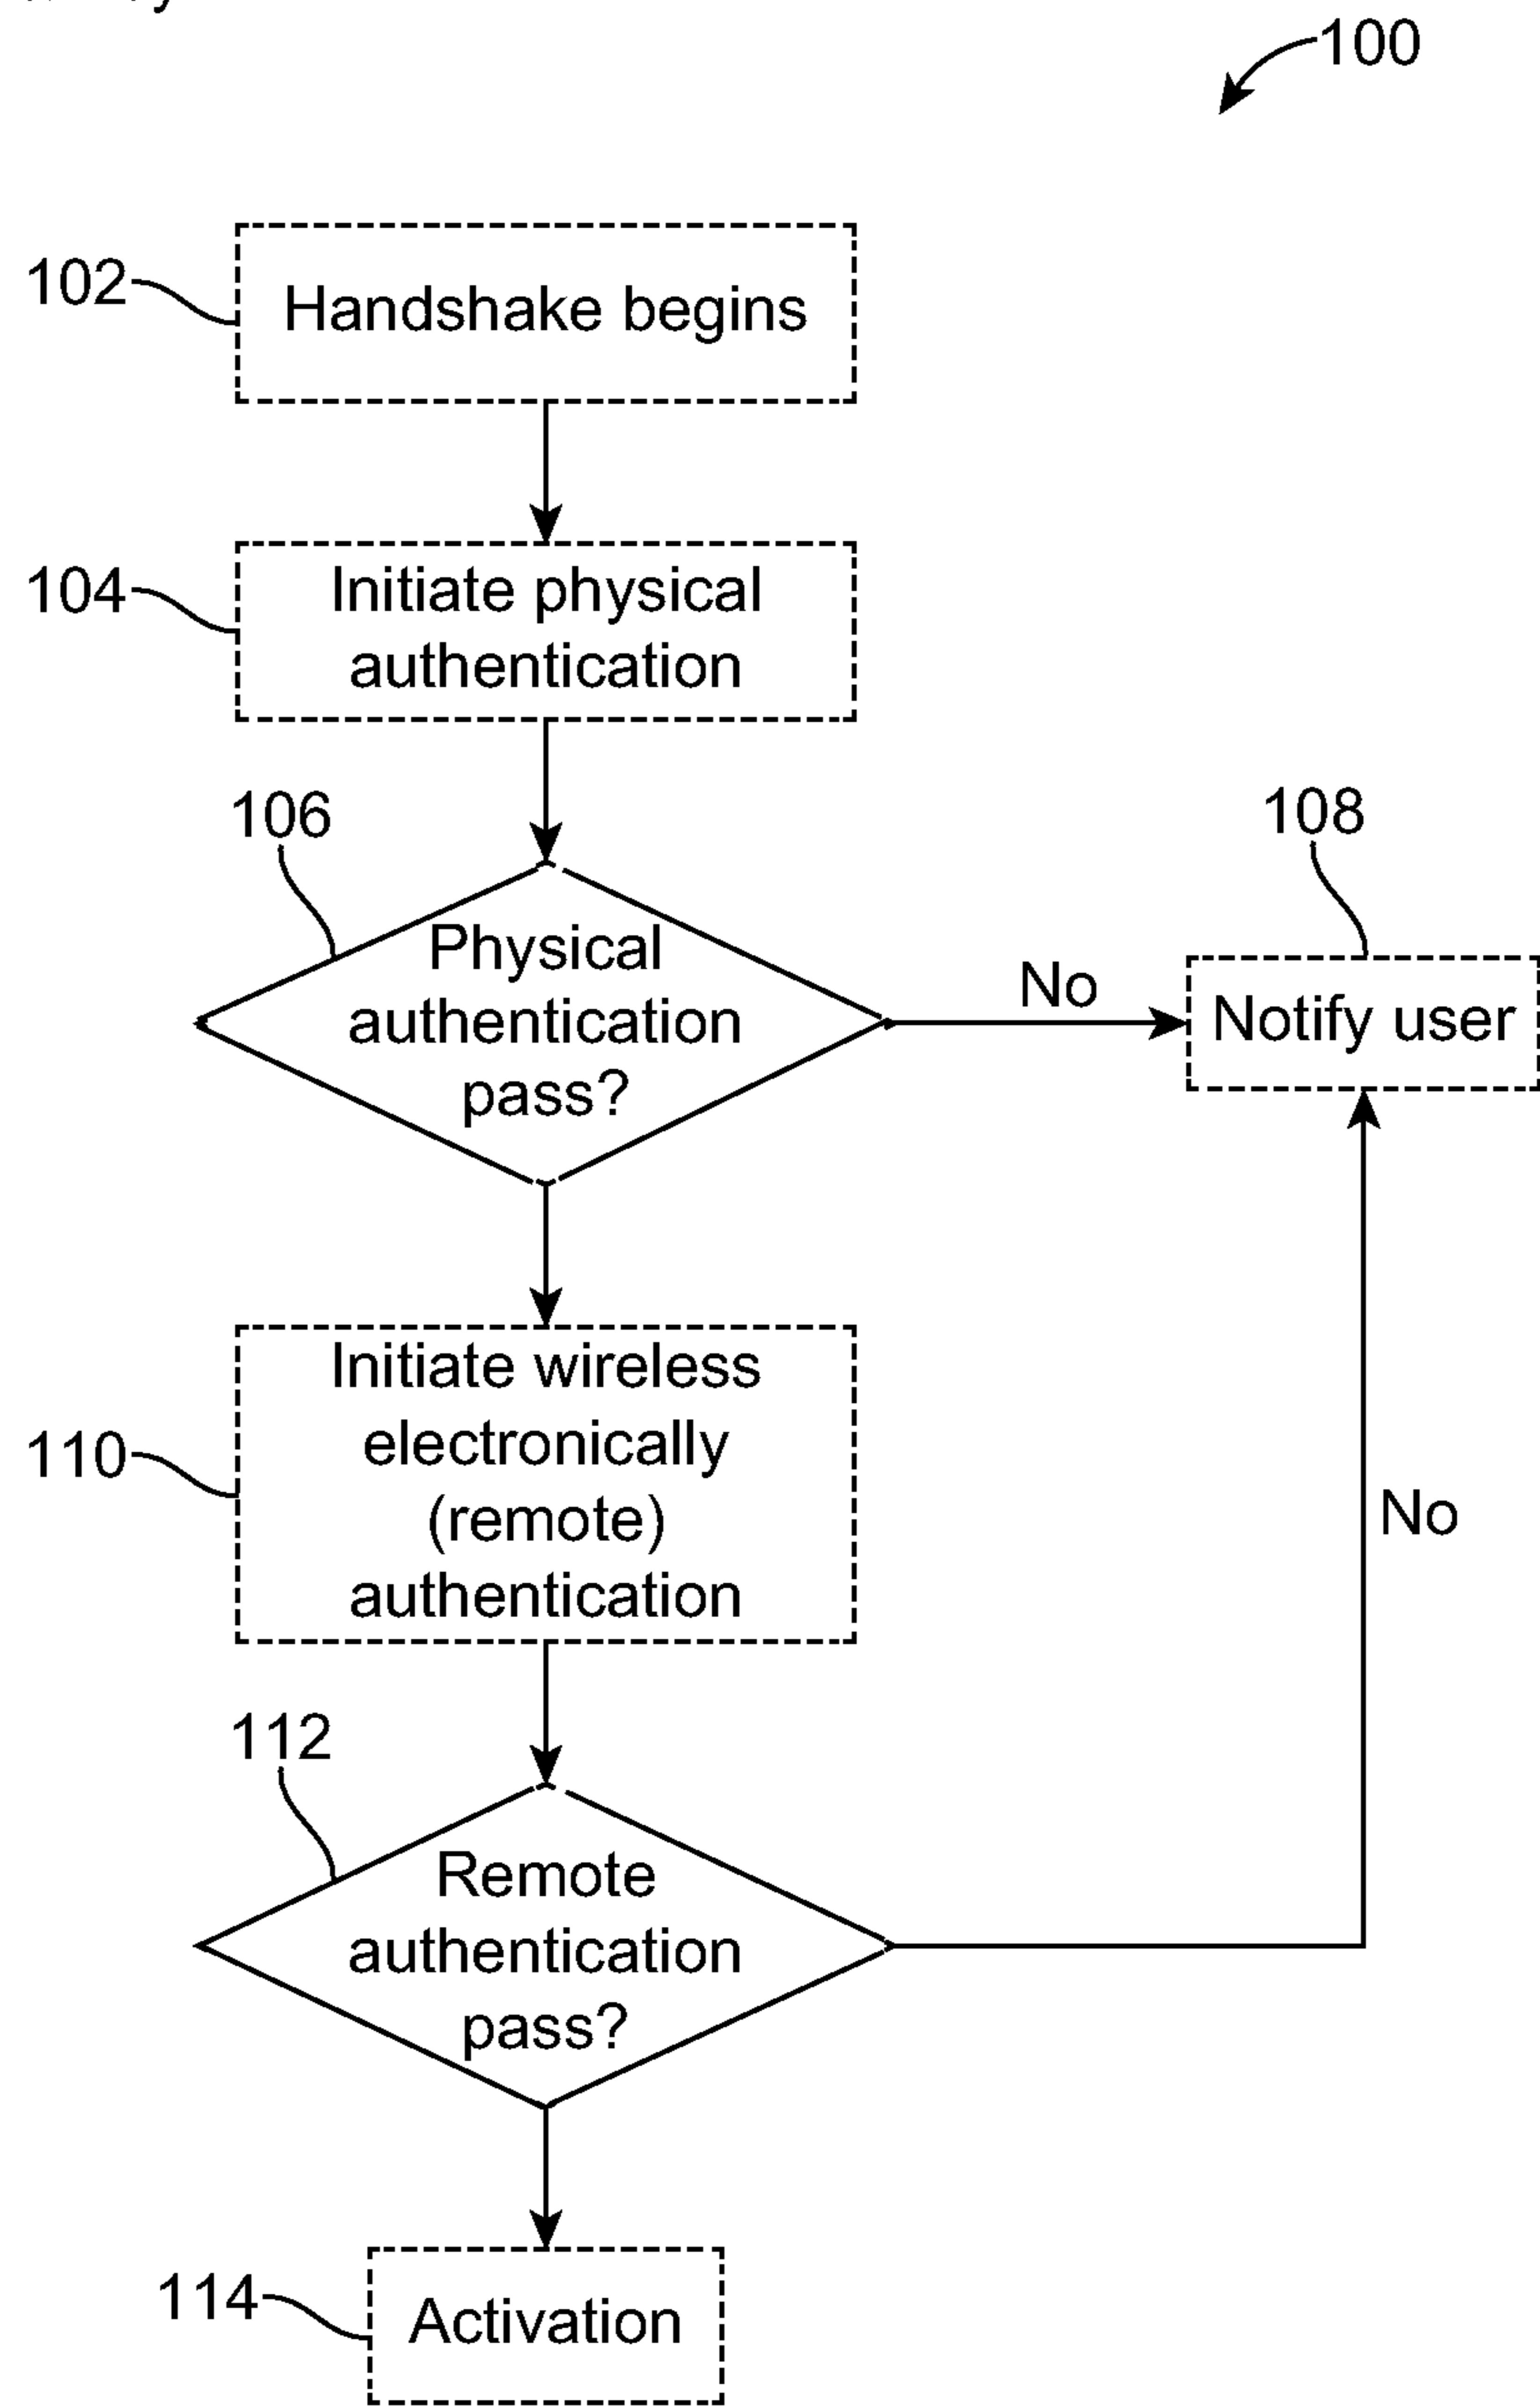 100
102
Handshake begins
104
Initiate physical
authentication
106
108
Physical
authentication
pass?
No
Notify user
110
Initiate wireless
electronically
(remote)
authentication
No
112
Remote
authentication
pass?
114
Activation